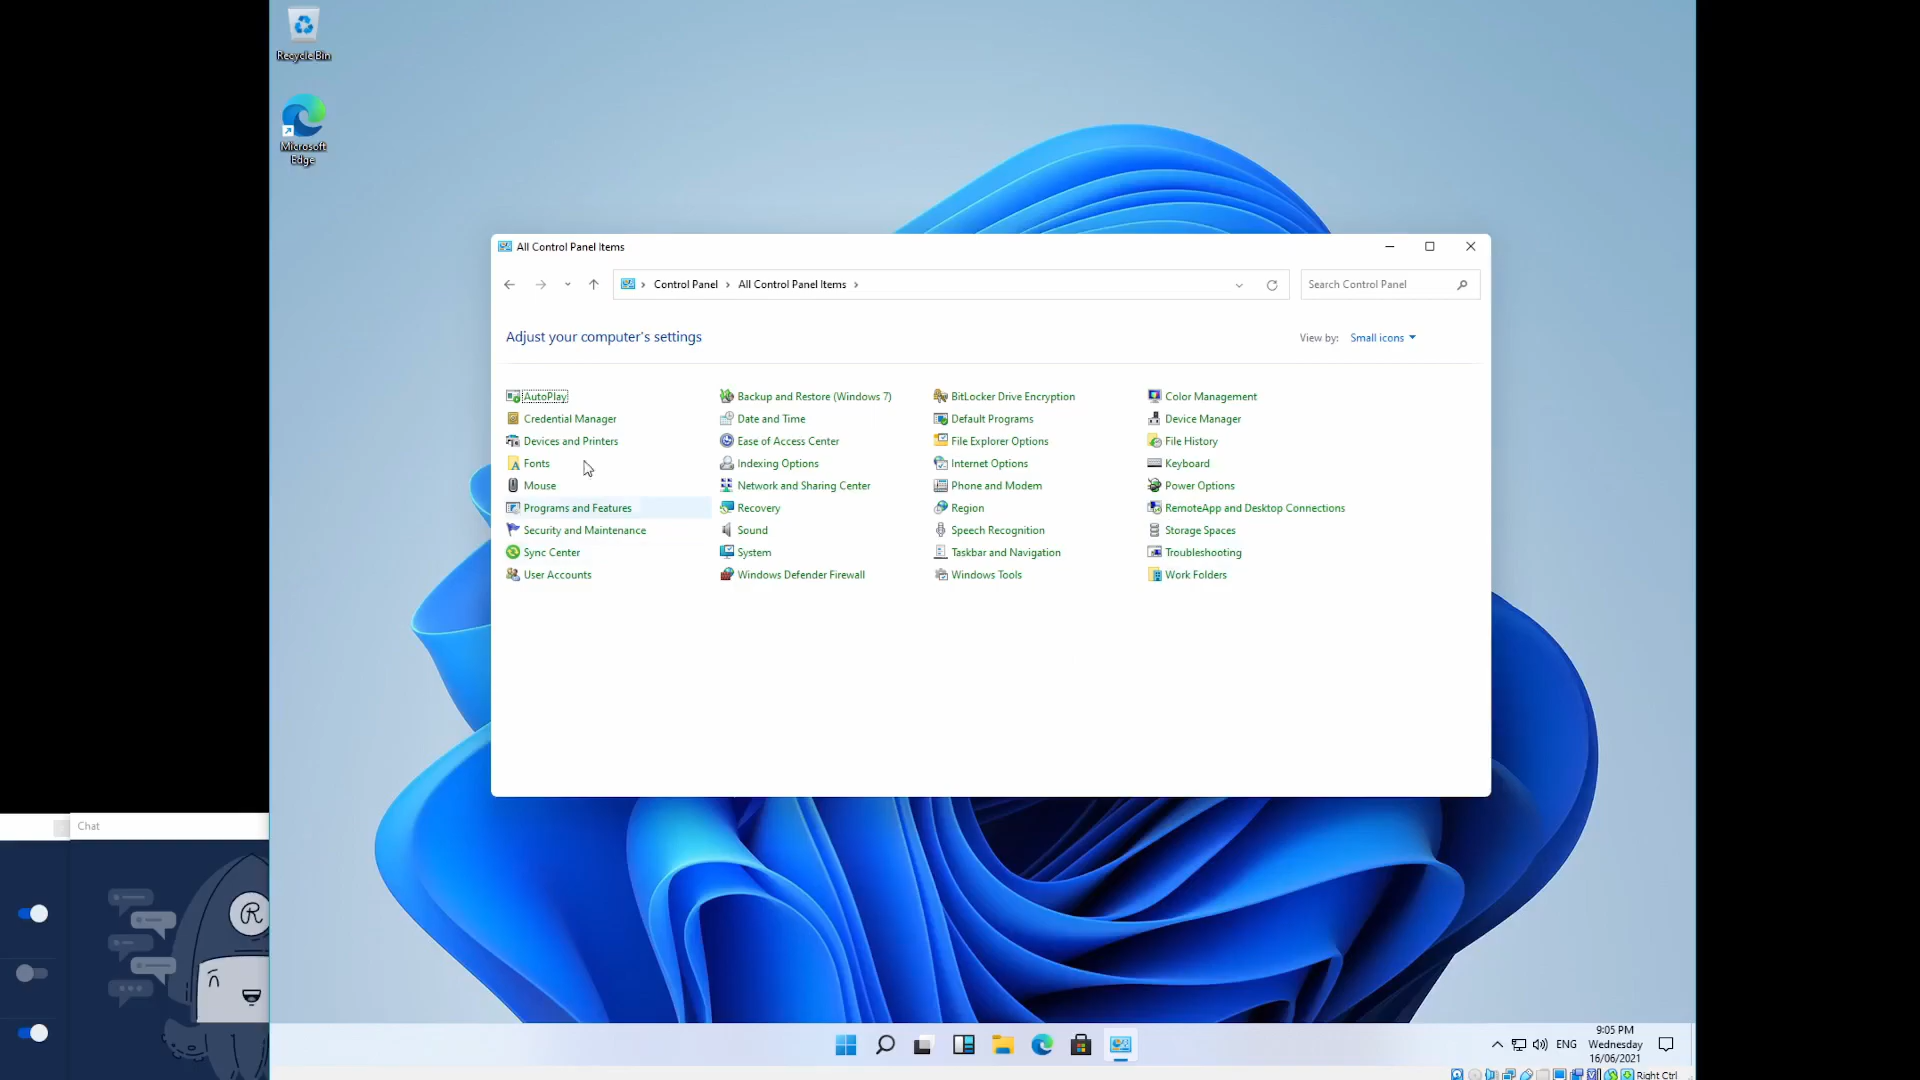 Recycle Bin
Microsoft
Edge
All Control Panel Items
Control Panel
All Control Panel Items
Search Control Panel
Adjust your computer's settings
View by: Small icons
AutoPlay
Backup and Restore (Windows 7)
BitLocker Drive Encryption
Color Management
Credential Manager
Date and Time
Default Programs
Device Manager
Devices and Printers
Ease of Access Center
File Explorer Options
File History
Fonts
Indexing Options
Internet Options
Keyboard
Mouse
Network and Sharing Center
Phone and Modem
Power Options
Programs and Features
Recovery
Region
RemoteApp and Desktop Connections
Security and Maintenance
Sound
Speech Recognition
Storage Spaces
Sync Center
System
Taskbar and Navigation
Troubleshooting
User Accounts
Windows Defender Firewall
Windows Tools
Work Folders
Chat
R
ENG
9:05 PM
Wednesday
16/06/2021
Right Ctrl